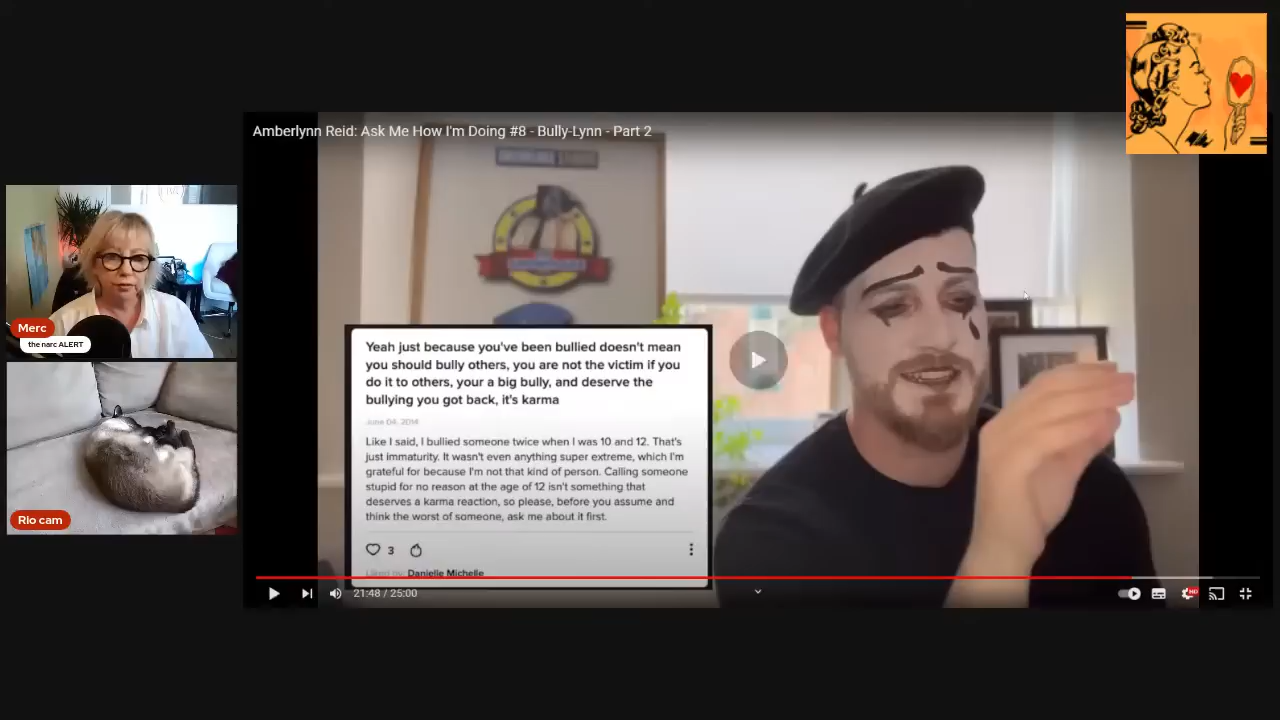 Amberlynn Reid: Ask Me How I'm Doing #8 - Bully-Lynn - Part 2
Yeah just because you've been bullied doesn't mean
you should bully others, you are not the victim if you
do it to others, your a big bully, and deserve the
bullying you got back, it's karma
June 04, 2014
Like I said, I bullied someone twice when I was 10 and 12. That's
just immaturity. It wasn't even anything super extreme, which I'm
grateful for because I'm not that kind of person. Calling someone
stupid for no reason at the age of 12 isn't something that
deserves a karma reaction, so please, before you assume and
think the worst of someone, ask me about it first.
3
Liked by: Danielle Michelle
21:48 / 25:00
HD
Merc
the narc ALERT
Rio cam